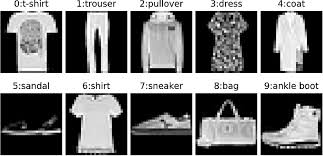 0:t-shirt 1:trouser 2:pullover 3:dress 4:coat
5:sandal 6:shirt 7:sneaker 8:bag 9:ankle boot